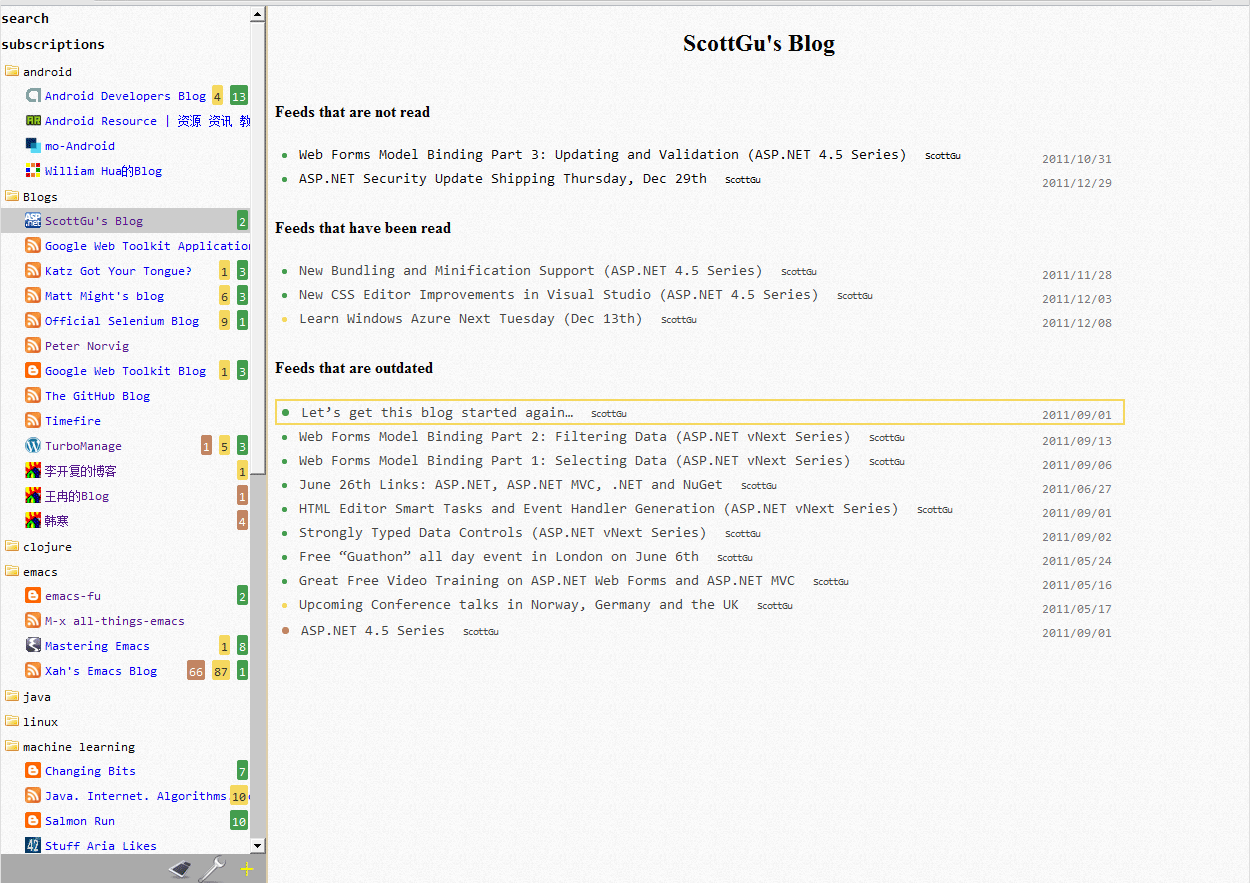 search
subscriptions
android
Android Developers Blog 4 13
Android Resource | 资源 资讯 教
mo-Android
William Hua的Blog
Blogs
ScottGu's Blog 2
Google Web Toolkit Application
Katz Got Your Tongue? 1 3
Matt Might's blog 6 3
Official Selenium Blog 9 1
Peter Norvig
Google Web Toolkit Blog 1 3
The GitHub Blog
Timefire
TurboManage 1 5 3
李开复的博客 1
王冉的Blog 1
韩寒 4
clojure
emacs
emacs-fu 2
M-x all-things-emacs
Mastering Emacs 1 8
Xah's Emacs Blog 66 87 1
java
linux
machine learning
Changing Bits 7
Java. Internet. Algorithms. 10
Salmon Run 10
Stuff Aria Likes
ScottGu's Blog
Feeds that are not read
Web Forms Model Binding Part 3: Updating and Validation (ASP.NET 4.5 Series) ScottGu 2011/10/31
ASP.NET Security Update Shipping Thursday, Dec 29th ScottGu 2011/12/29
Feeds that have been read
New Bundling and Minification Support (ASP.NET 4.5 Series) ScottGu 2011/11/28
New CSS Editor Improvements in Visual Studio (ASP.NET 4.5 Series) ScottGu 2011/12/03
Learn Windows Azure Next Tuesday (Dec 13th) ScottGu 2011/12/08
Feeds that are outdated
Let’s get this blog started again… ScottGu 2011/09/01
Web Forms Model Binding Part 2: Filtering Data (ASP.NET vNext Series) ScottGu 2011/09/13
Web Forms Model Binding Part 1: Selecting Data (ASP.NET vNext Series) ScottGu 2011/09/06
June 26th Links: ASP.NET, ASP.NET MVC, .NET and NuGet ScottGu 2011/06/27
HTML Editor Smart Tasks and Event Handler Generation (ASP.NET vNext Series) ScottGu 2011/09/01
Strongly Typed Data Controls (ASP.NET vNext Series) ScottGu 2011/09/02
Free “Guathon” all day event in London on June 6th ScottGu 2011/05/24
Great Free Video Training on ASP.NET Web Forms and ASP.NET MVC ScottGu 2011/05/16
Upcoming Conference talks in Norway, Germany and the UK ScottGu 2011/05/17
ASP.NET 4.5 Series ScottGu 2011/09/01